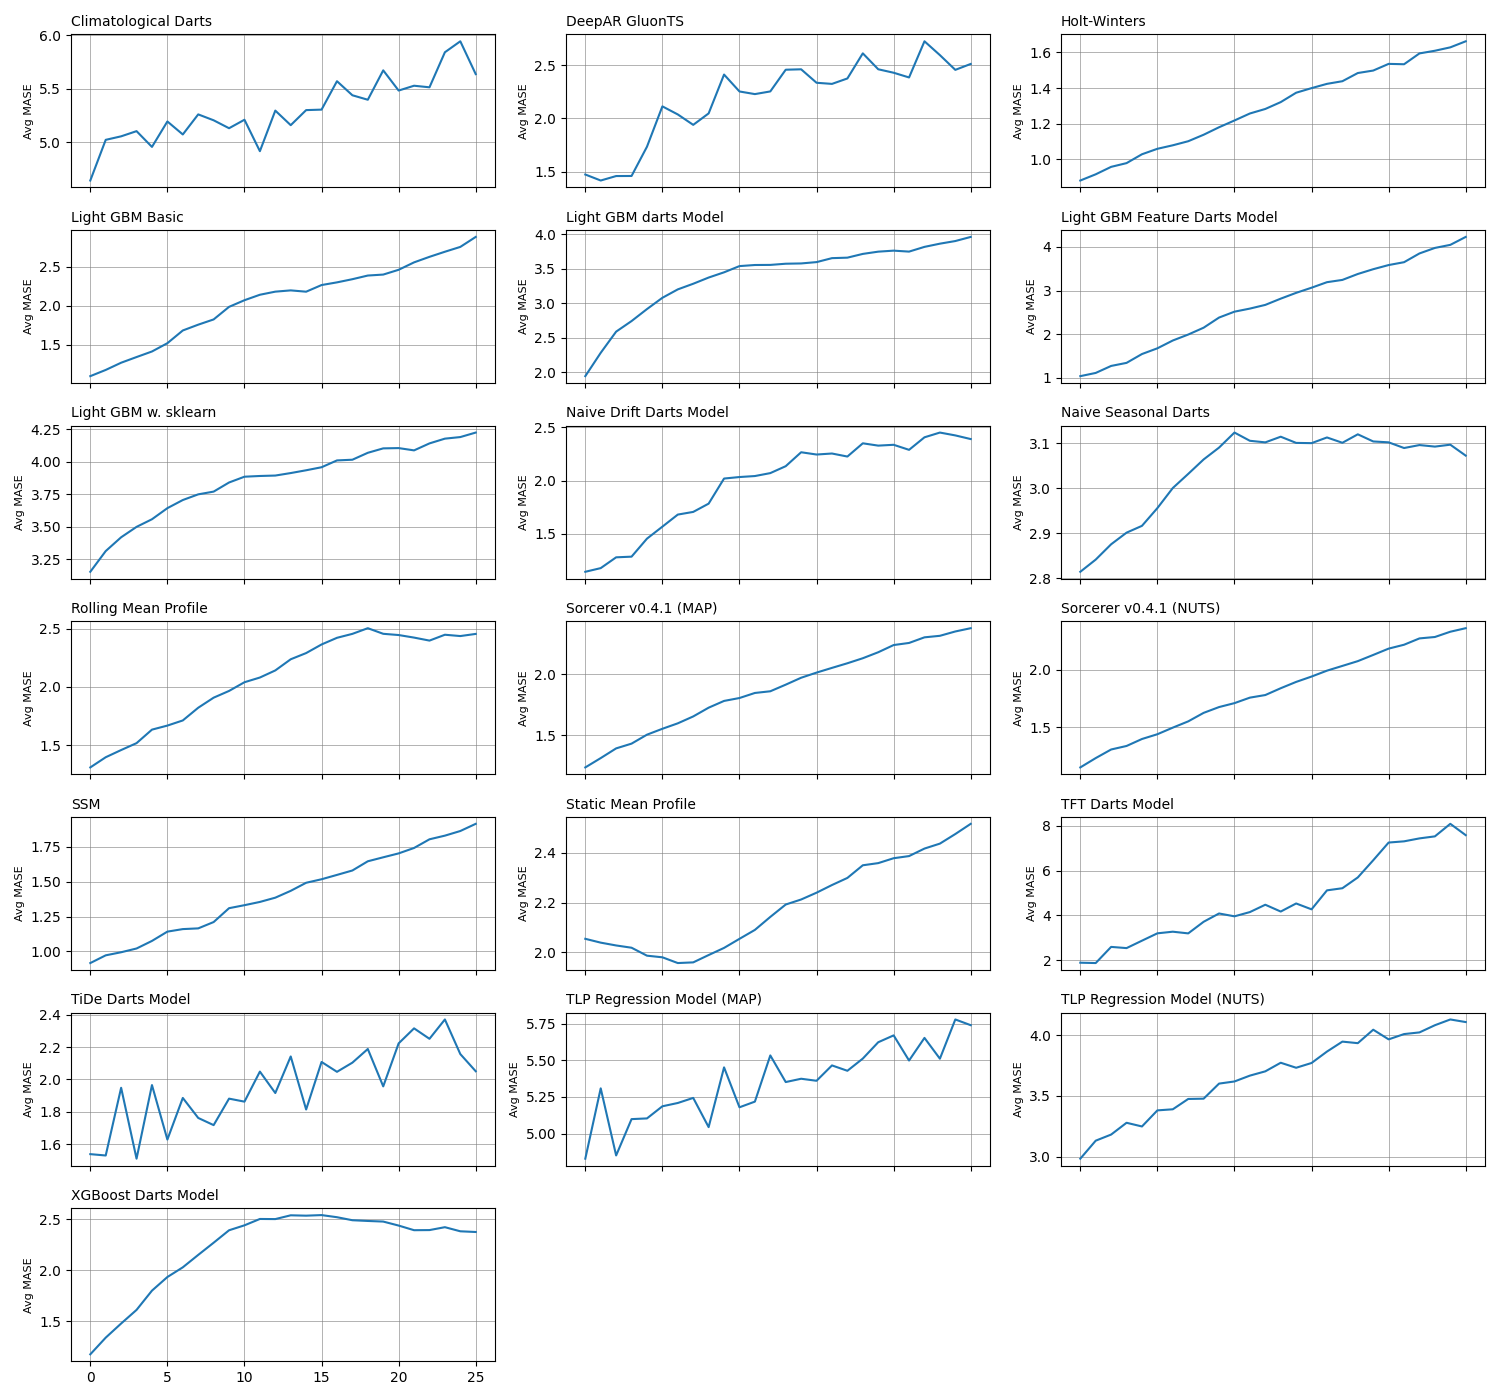 Climatological Darts
DeepAR GluonTS
Holt-Winters
Avg MASE
6.0
5.5
5.0
Avg MASE
2.5
2.0
1.5
Avg MASE
1.6
1.4
1.2
1.0
Light GBM Basic
Light GBM darts Model
Light GBM Feature Darts Model
Avg MASE
2.5
2.0
1.5
Avg MASE
4.0
3.5
3.0
2.5
2.0
Avg MASE
4
3
2
1
Light GBM w. sklearn
Naive Drift Darts Model
Naive Seasonal Darts
Avg MASE
4.25
4.00
3.75
3.50
3.25
Avg MASE
2.5
2.0
1.5
Avg MASE
3.1
3.0
2.9
2.8
Rolling Mean Profile
Sorcerer v0.4.1 (MAP)
Sorcerer v0.4.1 (NUTS)
Avg MASE
2.5
2.0
1.5
Avg MASE
2.0
1.5
Avg MASE
2.0
1.5
SSM
Static Mean Profile
TFT Darts Model
Avg MASE
1.75
1.50
1.25
1.00
Avg MASE
2.4
2.2
2.0
Avg MASE
8
6
4
2
TiDe Darts Model
TLP Regression Model (MAP)
TLP Regression Model (NUTS)
Avg MASE
2.4
2.2
2.0
1.8
1.6
Avg MASE
5.75
5.50
5.25
5.00
Avg MASE
4.0
3.5
3.0
XGBoost Darts Model
Avg MASE
2.5
2.0
1.5
0 5 10 15 20 25